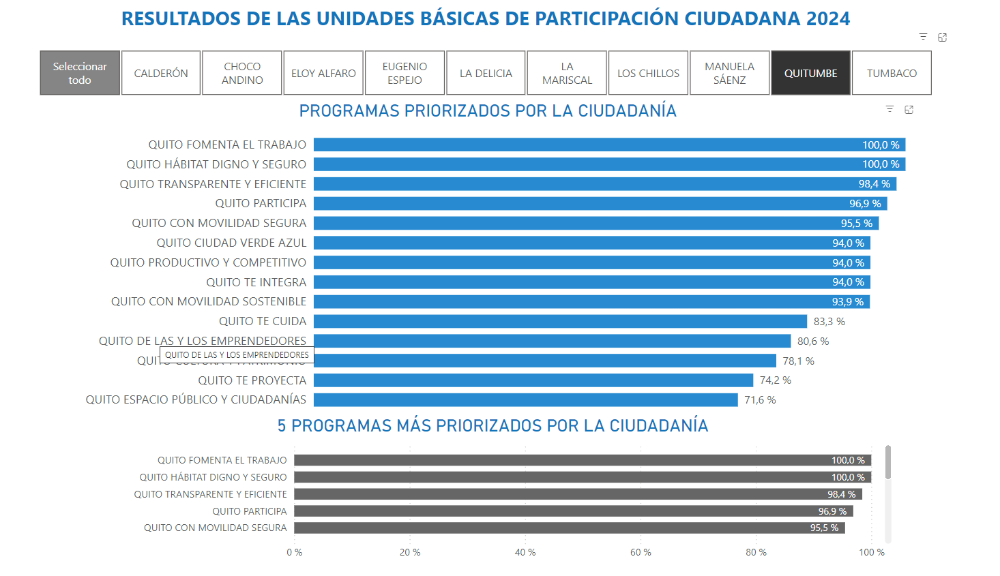 RESULTADOS DE LAS UNIDADES BÁSICAS DE PARTICIPACIÓN CIUDADANA 2024
Seleccionar todo
CALDERÓN
CHOCO ANDINO
ELOY ALFARO
EUGENIO ESPEJO
LA DELICIA
LA MARISCAL
LOS CHILLOS
MANUELA SÁENZ
QUITUMBE
TUMBACO
PROGRAMAS PRIORIZADOS POR LA CIUDADANÍA
QUITO FOMENTA EL TRABAJO 100,0 %
QUITO HÁBITAT DIGNO Y SEGURO 100,0 %
QUITO TRANSPARENTE Y EFICIENTE 98,4 %
QUITO PARTICIPA 96,9 %
QUITO CON MOVILIDAD SEGURA 95,5 %
QUITO CIUDAD VERDE AZUL 94,0 %
QUITO PRODUCTIVO Y COMPETITIVO 94,0 %
QUITO TE INTEGRA 94,0 %
QUITO CON MOVILIDAD SOSTENIBLE 93,9 %
QUITO TE CUIDA 83,3 %
QUITO DE LAS Y LOS EMPRENDEDORES 80,6 %
QUITO DE LAS Y LOS EMPRENDEDORES
78,1 %
QUITO TE PROYECTA 74,2 %
QUITO ESPACIO PÚBLICO Y CIUDADANÍAS 71,6 %
5 PROGRAMAS MÁS PRIORIZADOS POR LA CIUDADANÍA
QUITO FOMENTA EL TRABAJO 100,0 %
QUITO HÁBITAT DIGNO Y SEGURO 100,0 %
QUITO TRANSPARENTE Y EFICIENTE 98,4 %
QUITO PARTICIPA 96,9 %
QUITO CON MOVILIDAD SEGURA 95,5 %
0 % 20 % 40 % 60 % 80 % 100 %